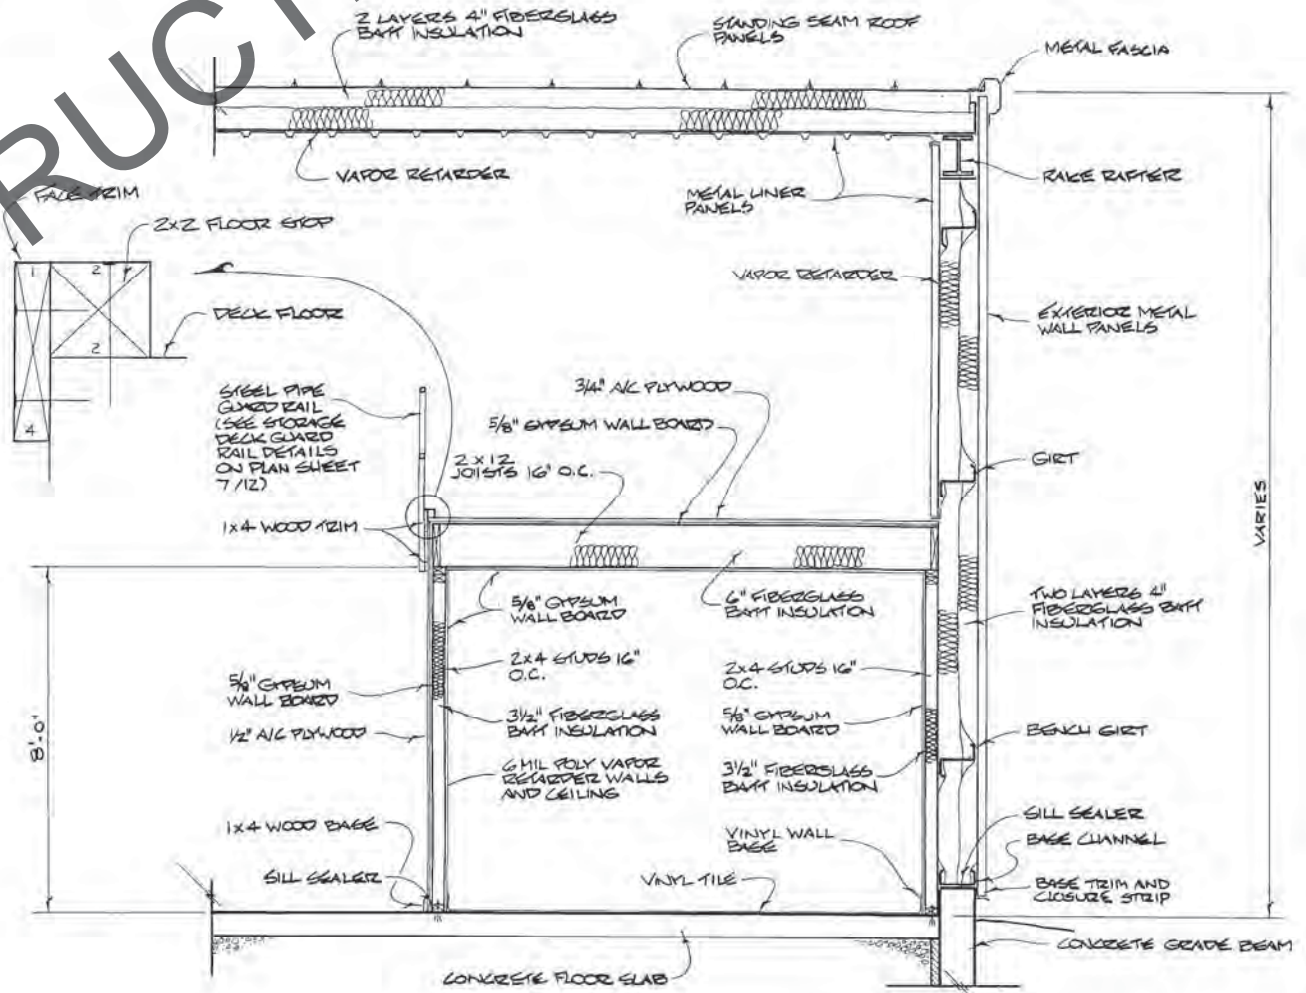 RUCT
2 LAYERS 4" FIBERGLASS
BATT INSULATION
STANDING SEAM ROOF
PANELS
METAL FASCIA
VAPOR RETARDER
METAL LINER
PANELS
RAKE RAFTER
FACE TRIM
2x2 FLOOR STOP
1
2
DECK FLOOR
2
4
VAPOR RETARDER
EXTERIOR METAL
WALL PANELS
STEEL PIPE
GUARD RAIL
(SEE STORAGE
DECK GUARD
RAIL DETAILS
ON PLAN SHEET
7/12)
3/4" A/C PLYWOOD
5/8" GYPSUM WALL BOARD
2 x 12
JOISTS 16" O.C.
GIRT
VARIES
1x4 WOOD TRIM
5/8" GYPSUM
WALL BOARD
6" FIBERGLASS
BATT INSULATION
TWO LAYERS 4"
FIBERGLASS BATT
INSULATION
2x4 STUDS 16"
O.C.
2x4 STUDS 16"
O.C.
5/8" GYPSUM
WALL BOARD
3 1/2" FIBERGLASS
BATT INSULATION
5/8" GYPSUM
WALL BOARD
8'-0"
1/2" A/C PLYWOOD
BENCH GIRT
6 MIL POLY VAPOR
RETARDER WALLS
AND CEILING
3 1/2" FIBERGLASS
BATT INSULATION
1x4 WOOD BASE
VINYL WALL
BASE
SILL SEALER
BASE CHANNEL
SILL SEALER
VINYL TILE
BASE TRIM AND
CLOSURE STRIP
CONCRETE GRADE BEAM
CONCRETE FLOOR SLAB